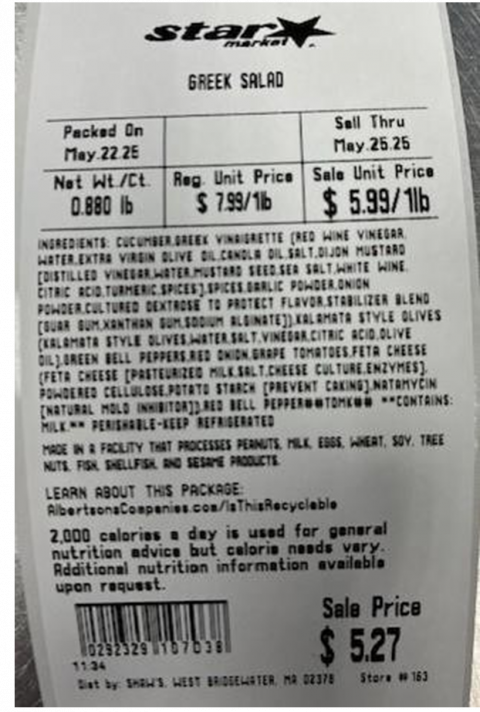 star
market
GREEK SALAD
Packed On
May.22.25
Sell Thru
May.25.25
Net Wt./Ct.
0.880 lb
Reg. Unit Price
$ 7.99/1lb
Sale Unit Price
$ 5.99/1lb
INGREDIENTS: CUCUMBER,GREEK VINAIGRETTE (RED WINE VINEGAR,
WATER,EXTRA VIRGIN OLIVE OIL,CANOLA OIL,SALT,DIJON MUSTARD
[DISTILLED VINEGAR,WATER,MUSTARD SEED,SEA SALT,WHITE WINE,
CITRIC ACID,TURMERIC,SPICES],SPICES,GARLIC POWDER,ONION
POWDER,CULTURED DEXTROSE TO PROTECT FLAVOR,STABILIZER BLEND
[GUAR GUM,XANTHAN GUM,SODIUM ALGINATE]),KALAMATA STYLE OLIVES
(KALAMATA STYLE OLIVES,WATER,SALT,VINEGAR,CITRIC ACID,OLIVE
OIL),GREEN BELL PEPPERS,RED ONION,GRAPE TOMATOES,FETA CHEESE
(FETA CHEESE [PASTEURIZED MILK,SALT,CHEESE CULTURE,ENZYMES],
POWDERED CELLULOSE,POTATO STARCH [PREVENT CAKING],NATAMYCIN
[NATURAL MOLD INHIBITOR]),RED BELL PEPPER##TOMK## **CONTAINS:
MILK.** PERISHABLE-KEEP REFRIGERATED
MADE IN A FACILITY THAT PROCESSES PEANUTS, MILK, EGGS, WHEAT, SOY, TREE
NUTS, FISH, SHELLFISH, AND SESAME PRODUCTS.
LEARN ABOUT THIS PACKAGE:
AlbertsonsCompanies.com/IsThisRecyclable
2,000 calories a day is used for general
nutrition advice but calorie needs vary.
Additional nutrition information available
upon request.
0292329 107038
11:34
Sale Price
$ 5.27
Dist by: SHAW'S, WEST BRIDGEWATER, MA 02379 Store # 163